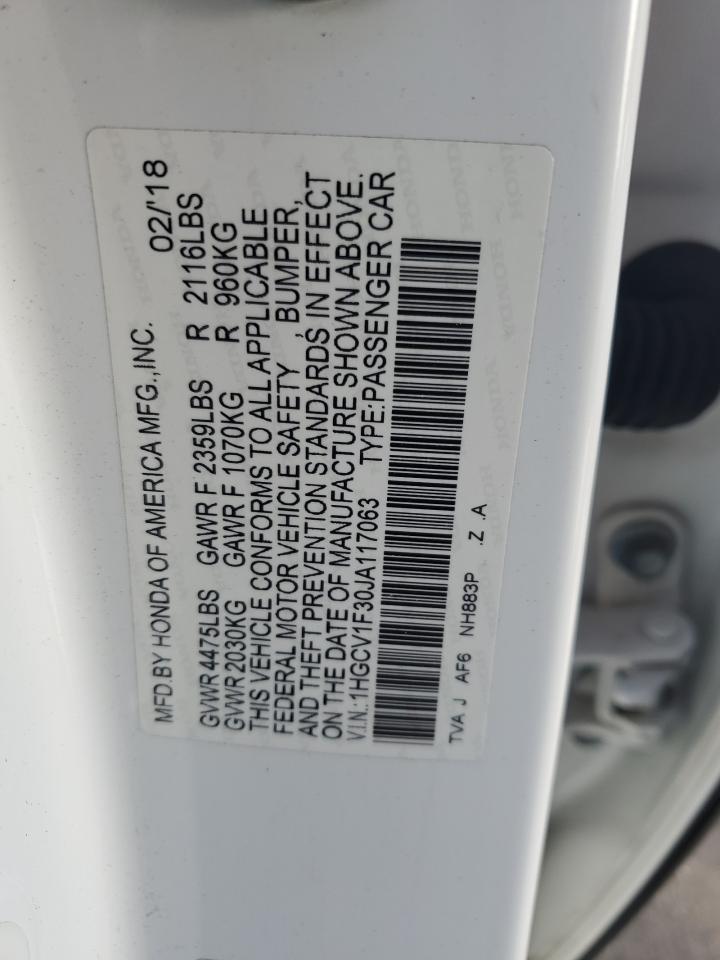 MFD.BY HONDA OF AMERICA MFG.,INC. 02/'18
GVWR 4475LBS GAWR F 2359LBS R 2116LBS
GVWR 2030KG GAWR F 1070KG R 960KG
THIS VEHICLE CONFORMS TO ALL APPLICABLE
FEDERAL MOTOR VEHICLE SAFETY , BUMPER,
AND THEFT PREVENTION STANDARDS IN EFFECT
ON THE DATE OF MANUFACTURE SHOWN ABOVE.
V.I.N.:1HGCV1F30JA117063 TYPE:PASSENGER CAR
TVA J AF6 NH883P .Z .A